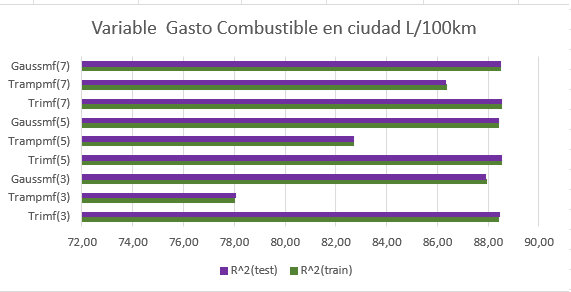 Variable  Gasto Combustible en ciudad L/100km
Gaussmf(7)
Trampmf(7)
Trimf(7)
Gaussmf(5)
Trampmf(5)
Trimf(5)
Gaussmf(3)
Trampmf(3)
Trimf(3)
72,00 74,00 76,00 78,00 80,00 82,00 84,00 86,00 88,00 90,00
R^2(test) R^2(train)